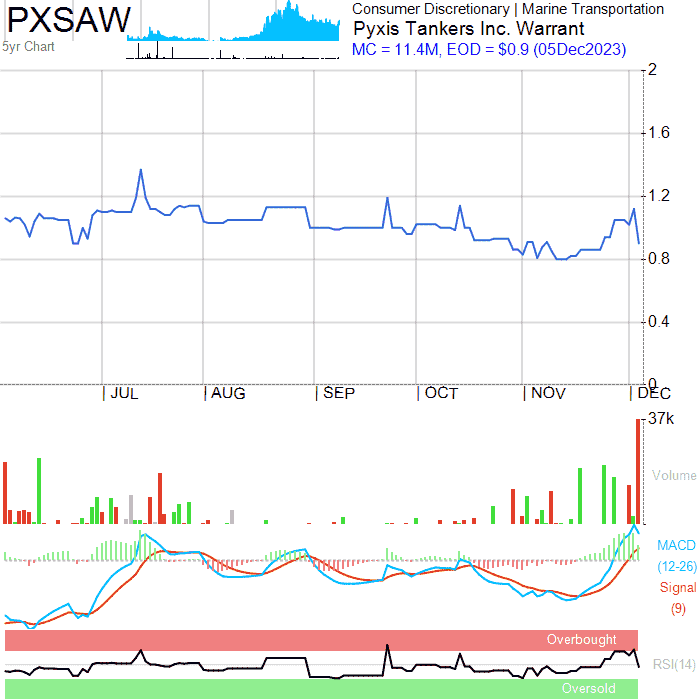 PXSAW
5yr Chart
Consumer Discretionary | Marine Transportation
Pyxis Tankers Inc. Warrant
MC = 11.4M, EOD = $0.9 (05Dec2023)
2
1.6
1.2
0.8
0.4
0
JUL AUG SEP OCT NOV DEC
37k
Volume
MACD
(12-26)
Signal
(9)
Overbought
RSI(14)
Oversold